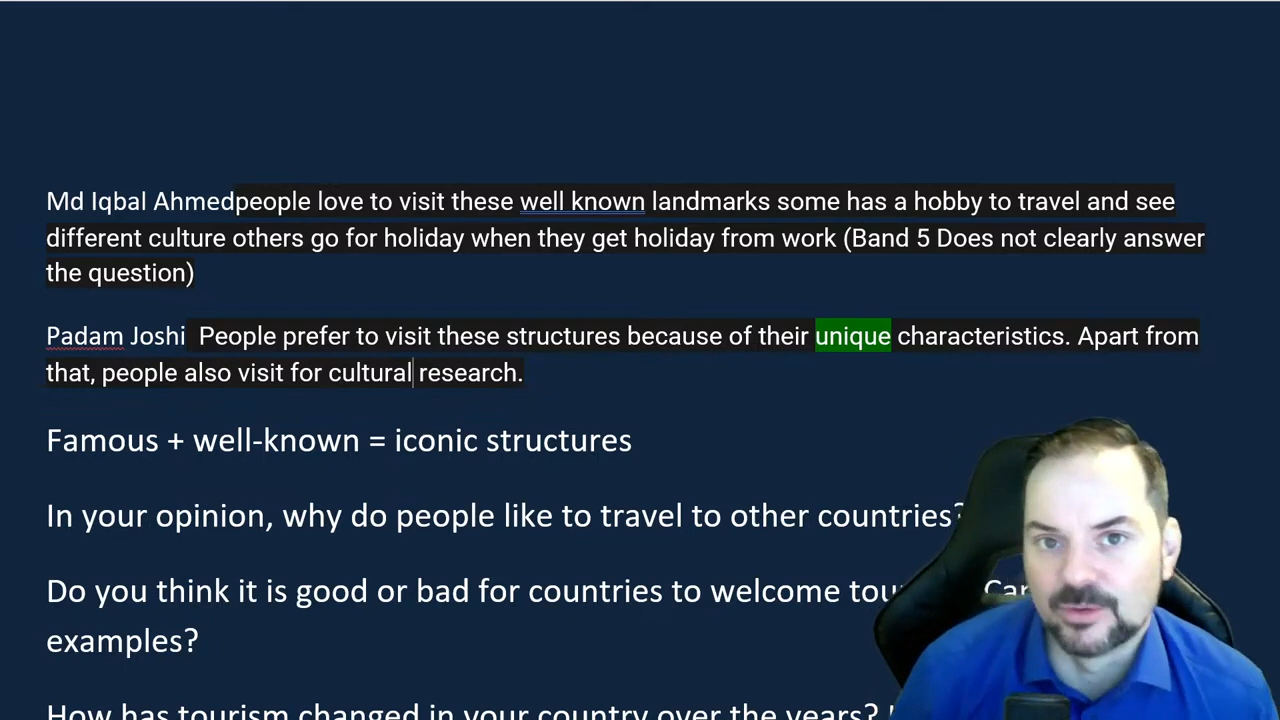 Md Iqbal Ahmedpeople love to visit these well known landmarks some has a hobby to travel and see
different culture others go for holiday when they get holiday from work (Band 5 Does not clearly answer
the question)
Padam Joshi People prefer to visit these structures because of their unique characteristics. Apart from
that, people also visit for cultural research.
Famous + well-known = iconic structures
In your opinion, why do people like to travel to other countries?
Do you think it is good or bad for countries to welcome
examples?
How has tourism changed in your country over the years?